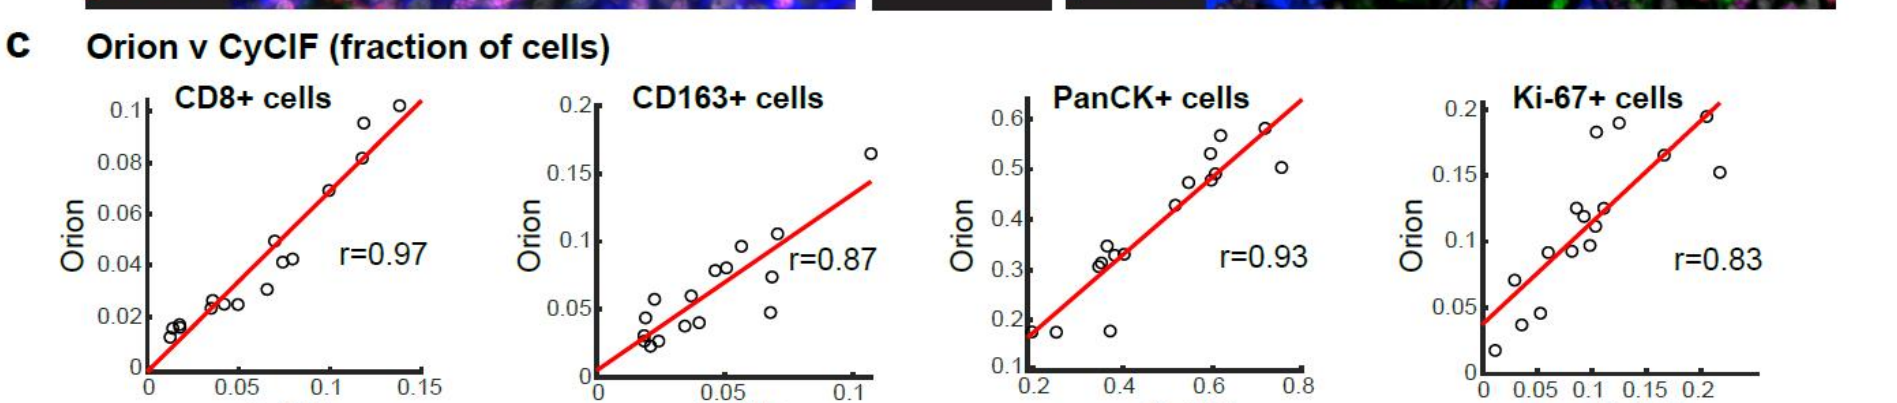 c Orion v CyCIF (fraction of cells)
CD8+ cells
Orion
0.1
0.08
0.06
0.04
0.02
0
0 0.05 0.1 0.15
r=0.97
CD163+ cells
Orion
0.2
0.15
0.1
0.05
0
0 0.05 0.1
r=0.87
PanCK+ cells
Orion
0.6
0.5
0.4
0.3
0.2
0.1
0.2 0.4 0.6 0.8
r=0.93
Ki-67+ cells
Orion
0.2
0.15
0.1
0.05
0
0 0.05 0.1 0.15 0.2
r=0.83